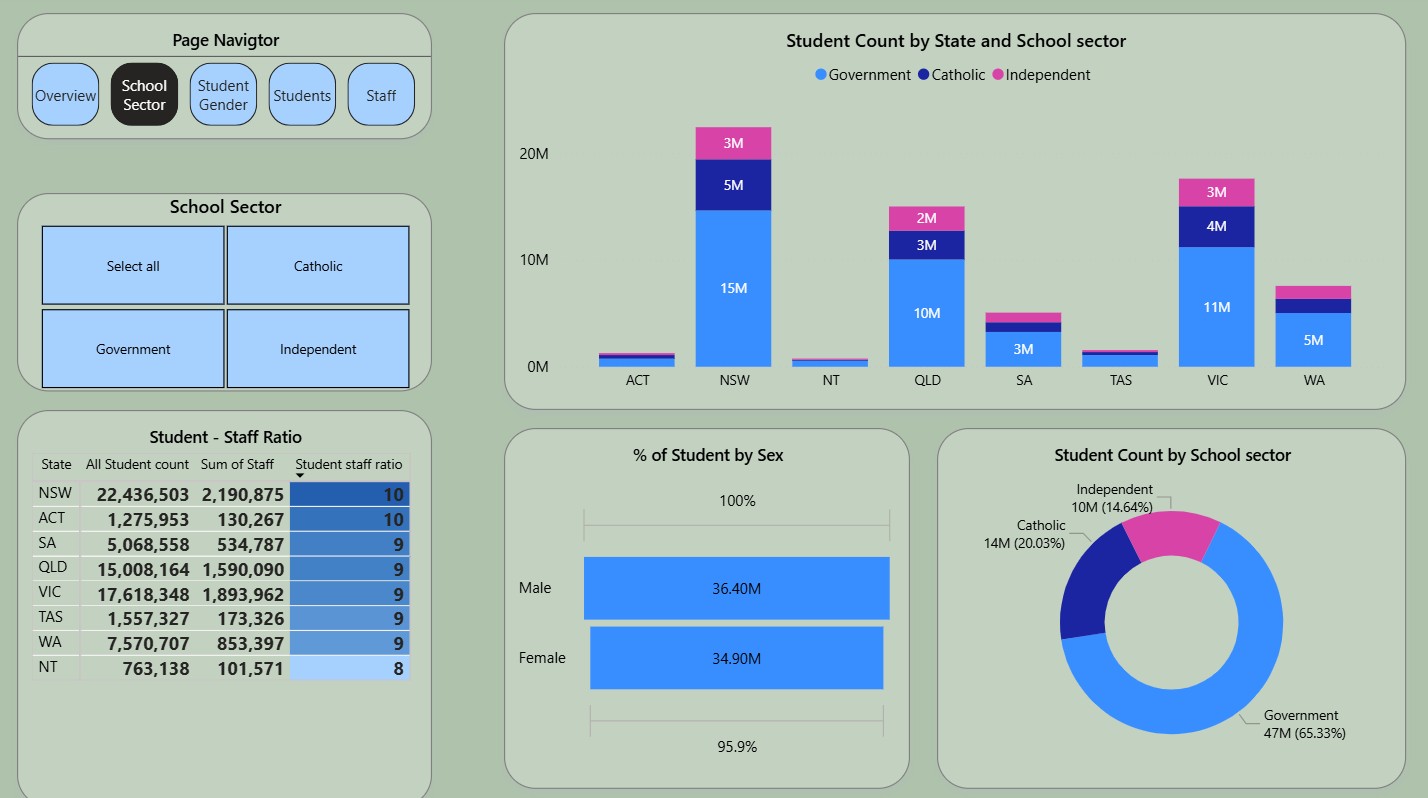 Page Navigtor
Overview
School
Sector
Student
Gender
Students
Staff
School Sector
Select all
Catholic
Government
Independent
Student - Staff Ratio
State All Student count Sum of Staff Student staff ratio
NSW 22,436,503 2,190,875 10
ACT 1,275,953 130,267 10
SA 5,068,558 534,787 9
QLD 15,008,164 1,590,090 9
VIC 17,618,348 1,893,962 9
TAS 1,557,327 173,326 9
WA 7,570,707 853,397 9
NT 763,138 101,571 8
Student Count by State and School sector
Government Catholic Independent
20M
10M
0M
3M
5M
15M
2M
3M
10M
3M
3M
4M
11M
5M
ACT NSW NT QLD SA TAS VIC WA
% of Student by Sex
100%
Male 36.40M
Female 34.90M
95.9%
Student Count by School sector
Independent
10M (14.64%)
Catholic
14M (20.03%)
Government
47M (65.33%)